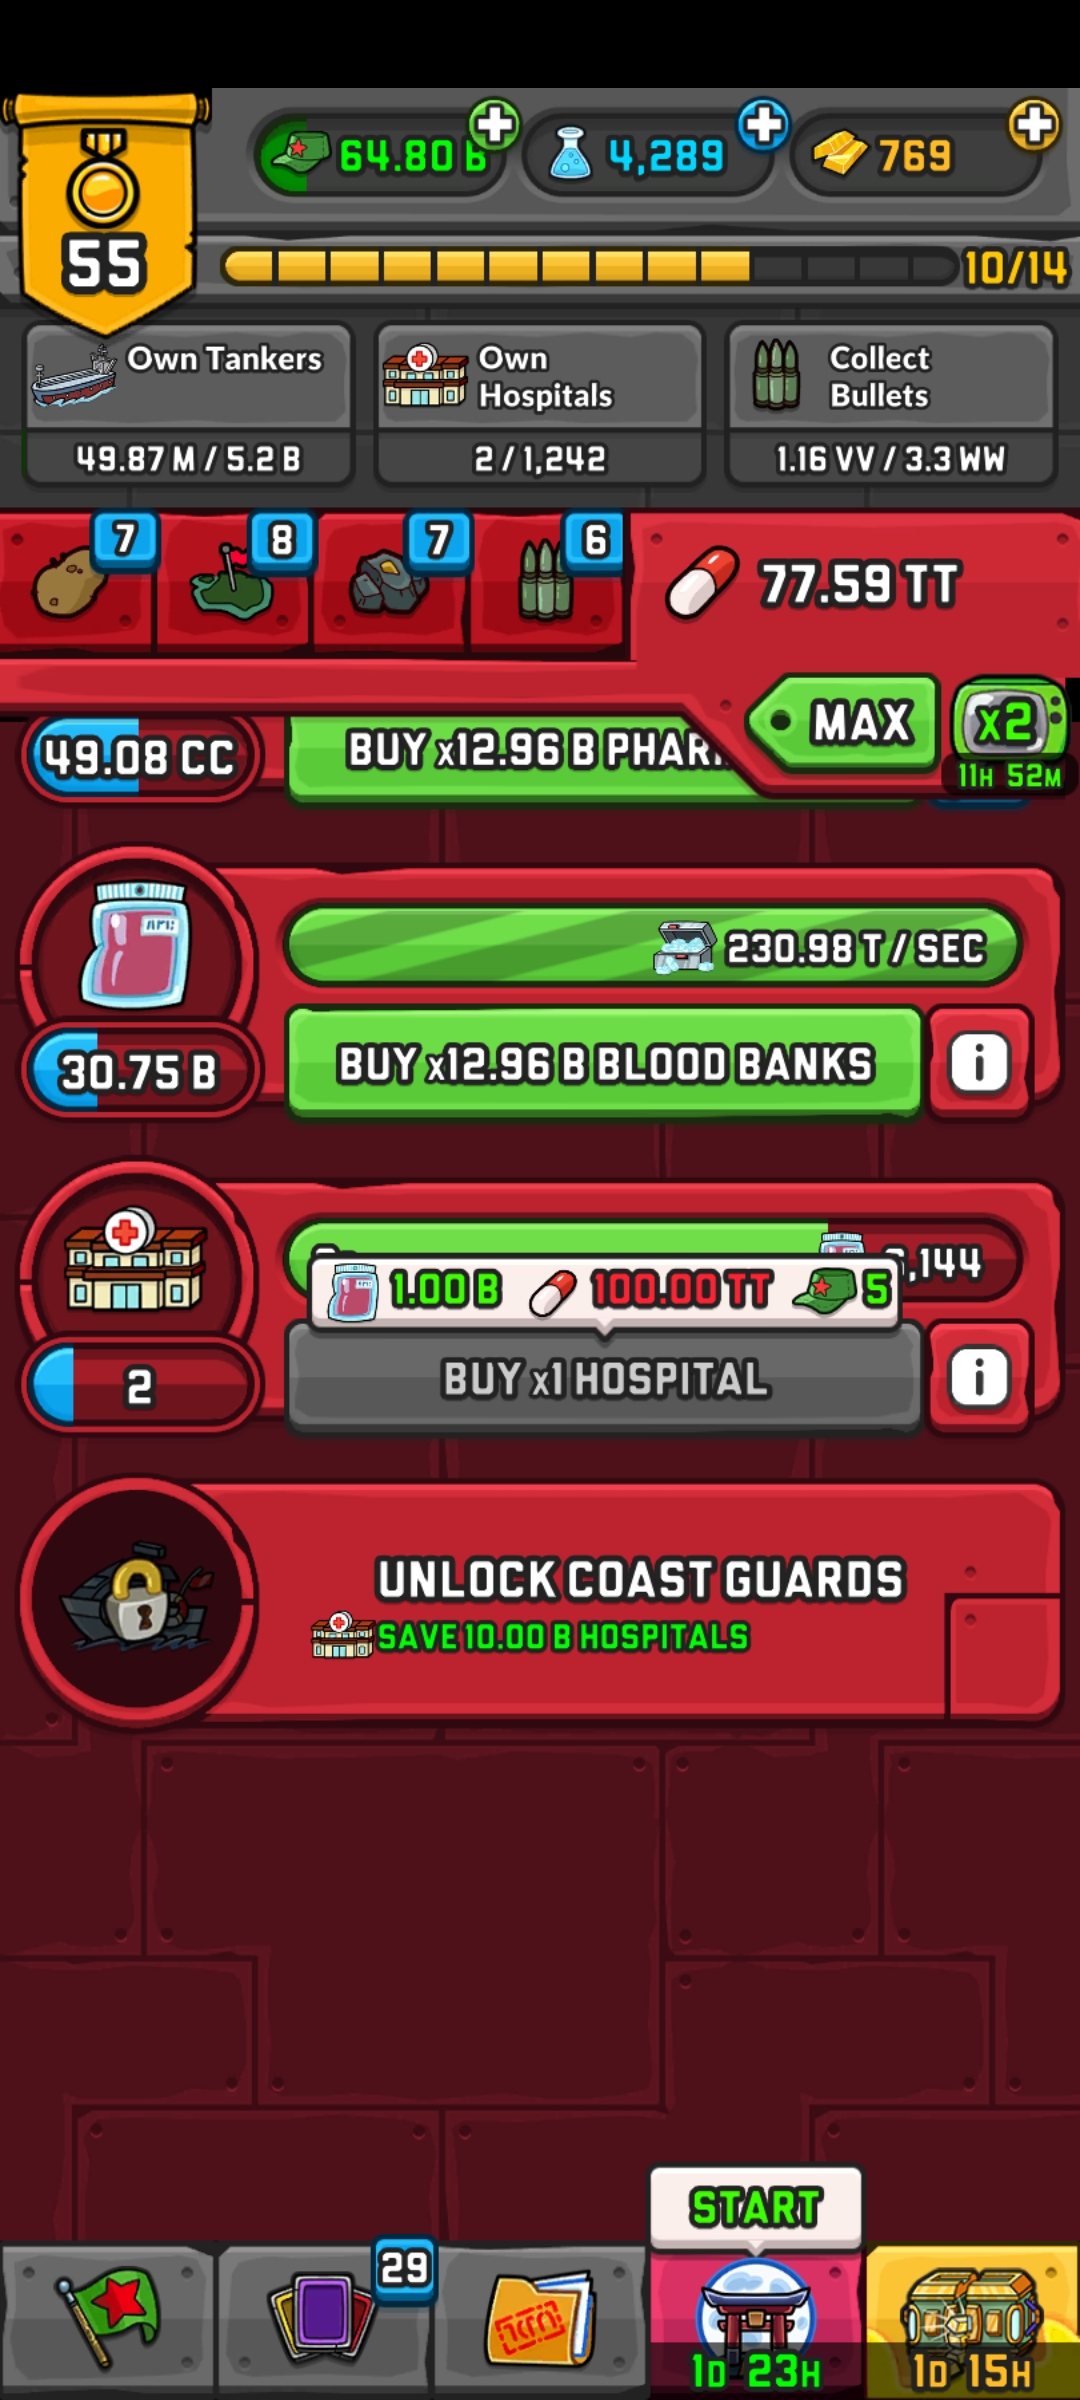 64.80 B
4,289
769
55
10/14
Own Tankers
49.87 M / 5.2 B
Own
Hospitals
2 / 1,242
Collect
Bullets
1.16 VV / 3.3 WW
7
8
7
6
77.59 TT
MAX
x2
11H 52M
49.08 CC
BUY x12.96 B
230.98 T / SEC
30.75 B
BUY x12.96 B BLOOD BANKS
i
,144
1.00 B
100.00 TT
5
2
BUY x1 HOSPITAL
i
UNLOCK COAST GUARDS
SAVE 10.00 B HOSPITALS
START
29
1D 23H
1D 15H